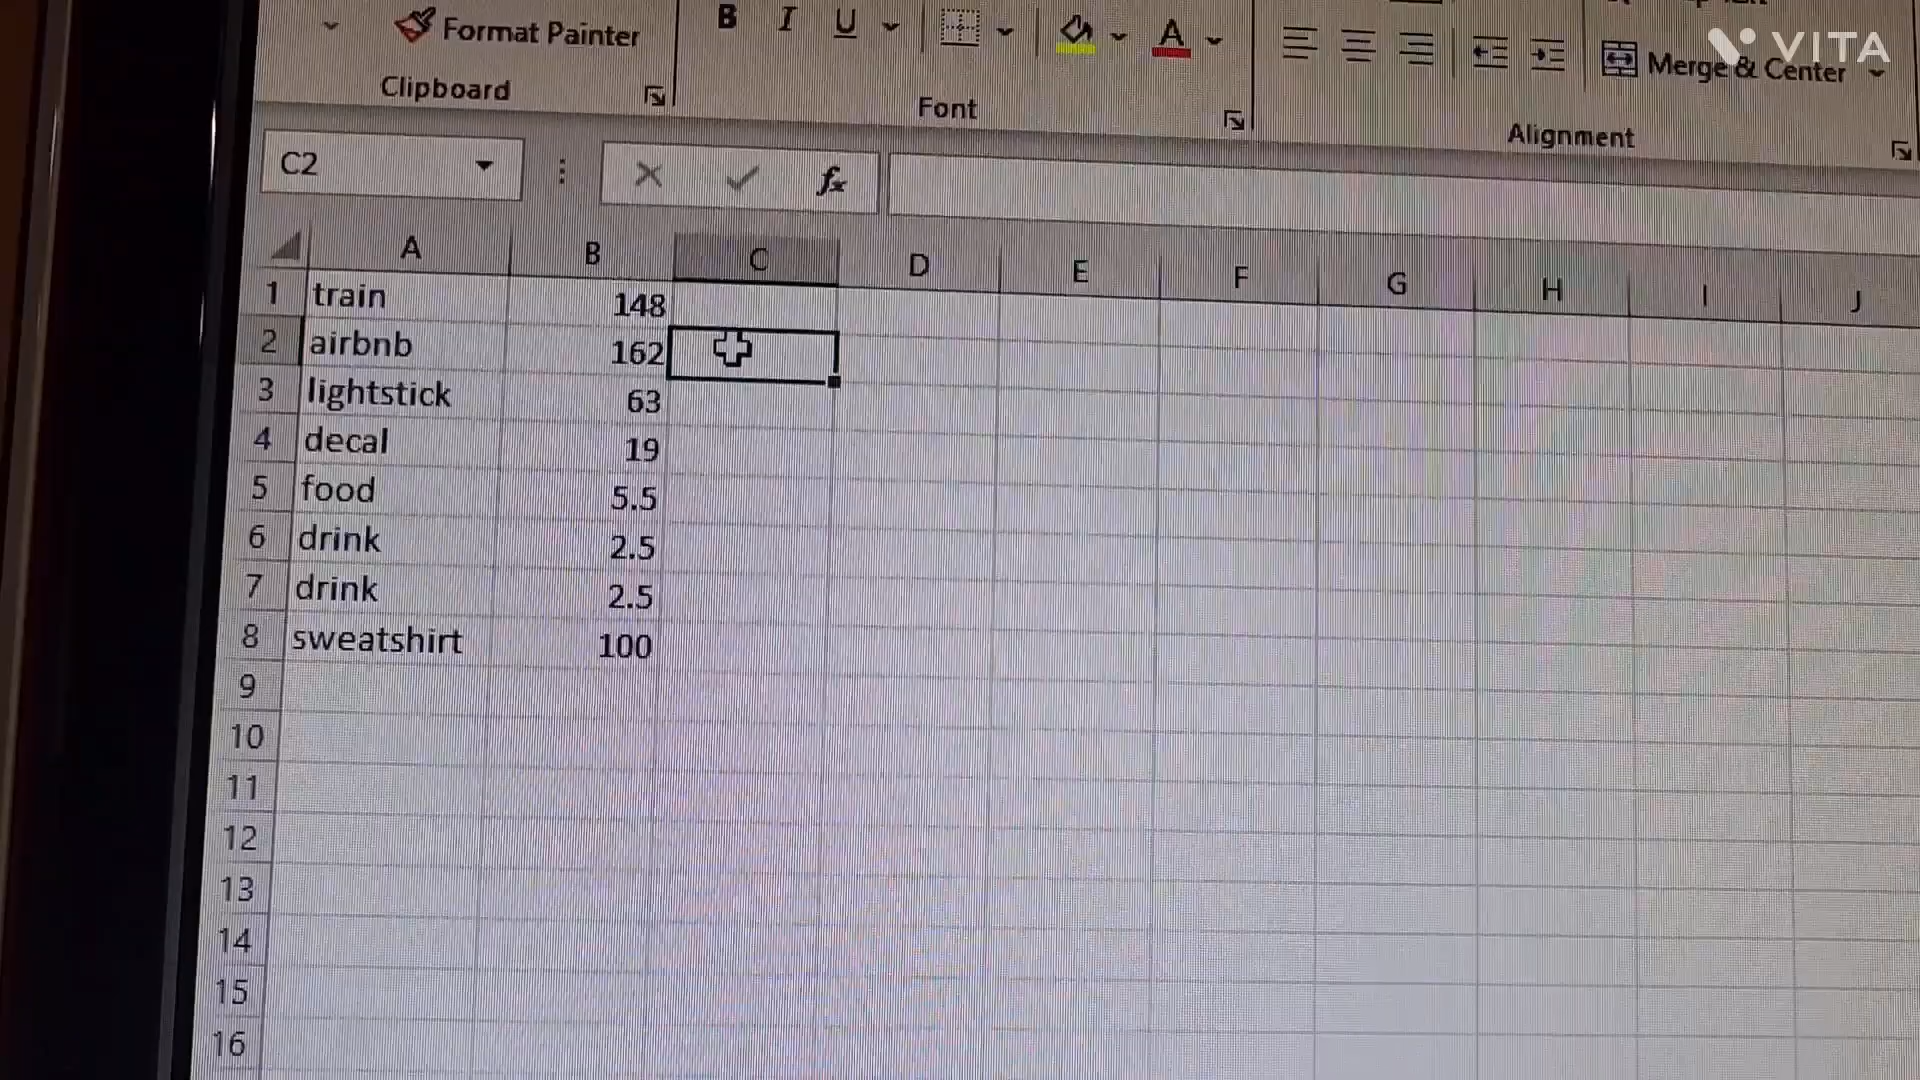 Format Painter
B I U A
Merge & Center
VITA
Clipboard
Font
Alignment
C2
fx
A B C D E F G H I J
1 train 148
2 airbnb 162
3 lightstick 63
4 decal 19
5 food 5.5
6 drink 2.5
7 drink 2.5
8 sweatshirt 100
9
10
11
12
13
14
15
16